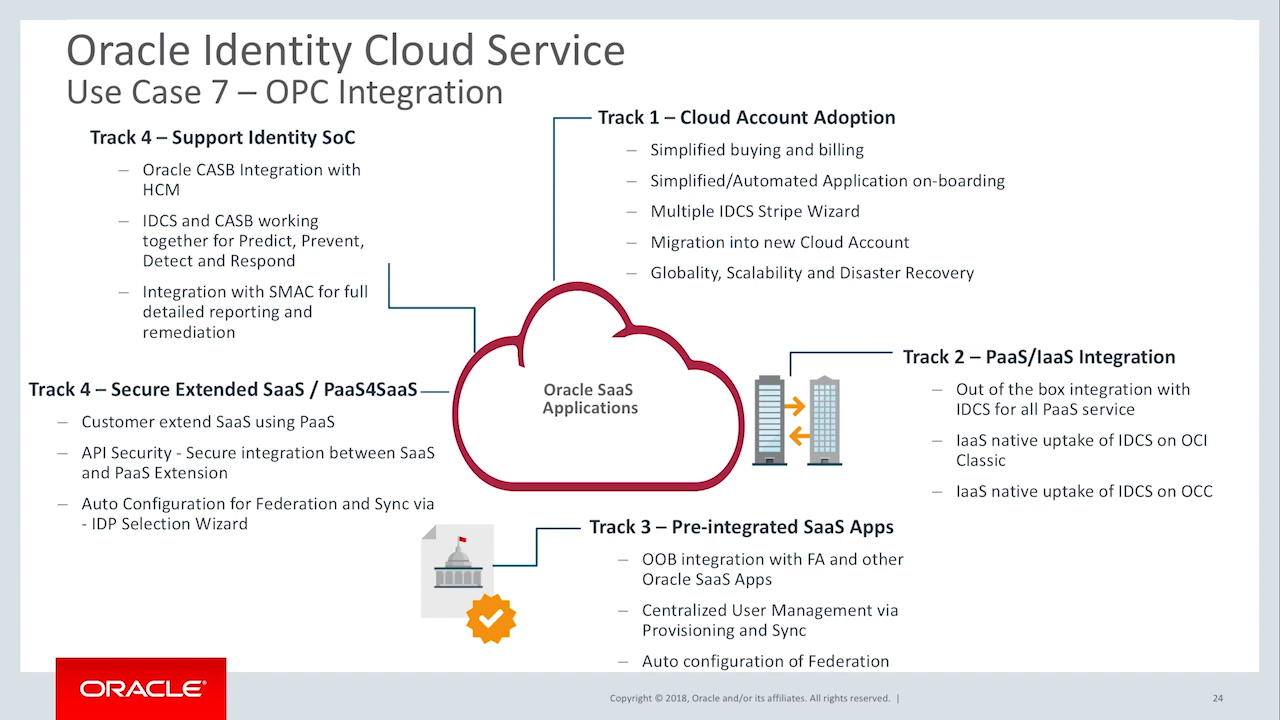 Oracle Identity Cloud Service
Use Case 7 – OPC Integration
Track 4 – Support Identity SoC
– Oracle CASB Integration with
HCM
– IDCS and CASB working
together for Predict, Prevent,
Detect and Respond
– Integration with SMAC for full
detailed reporting and
remediation
Track 1 – Cloud Account Adoption
– Simplified buying and billing
– Simplified/Automated Application on-boarding
– Multiple IDCS Stripe Wizard
– Migration into new Cloud Account
– Globality, Scalability and Disaster Recovery
Track 4 – Secure Extended SaaS / PaaS4SaaS
– Customer extend SaaS using PaaS
– API Security - Secure integration between SaaS
and PaaS Extension
– Auto Configuration for Federation and Sync via
- IDP Selection Wizard
Oracle SaaS
Applications
Track 2 – PaaS/IaaS Integration
– Out of the box integration with
IDCS for all PaaS service
– IaaS native uptake of IDCS on OCI
Classic
– IaaS native uptake of IDCS on OCC
Track 3 – Pre-integrated SaaS Apps
– OOB integration with FA and other
Oracle SaaS Apps
– Centralized User Management via
Provisioning and Sync
– Auto configuration of Federation
ORACLE®
Copyright © 2018, Oracle and/or its affiliates. All rights reserved. |
24